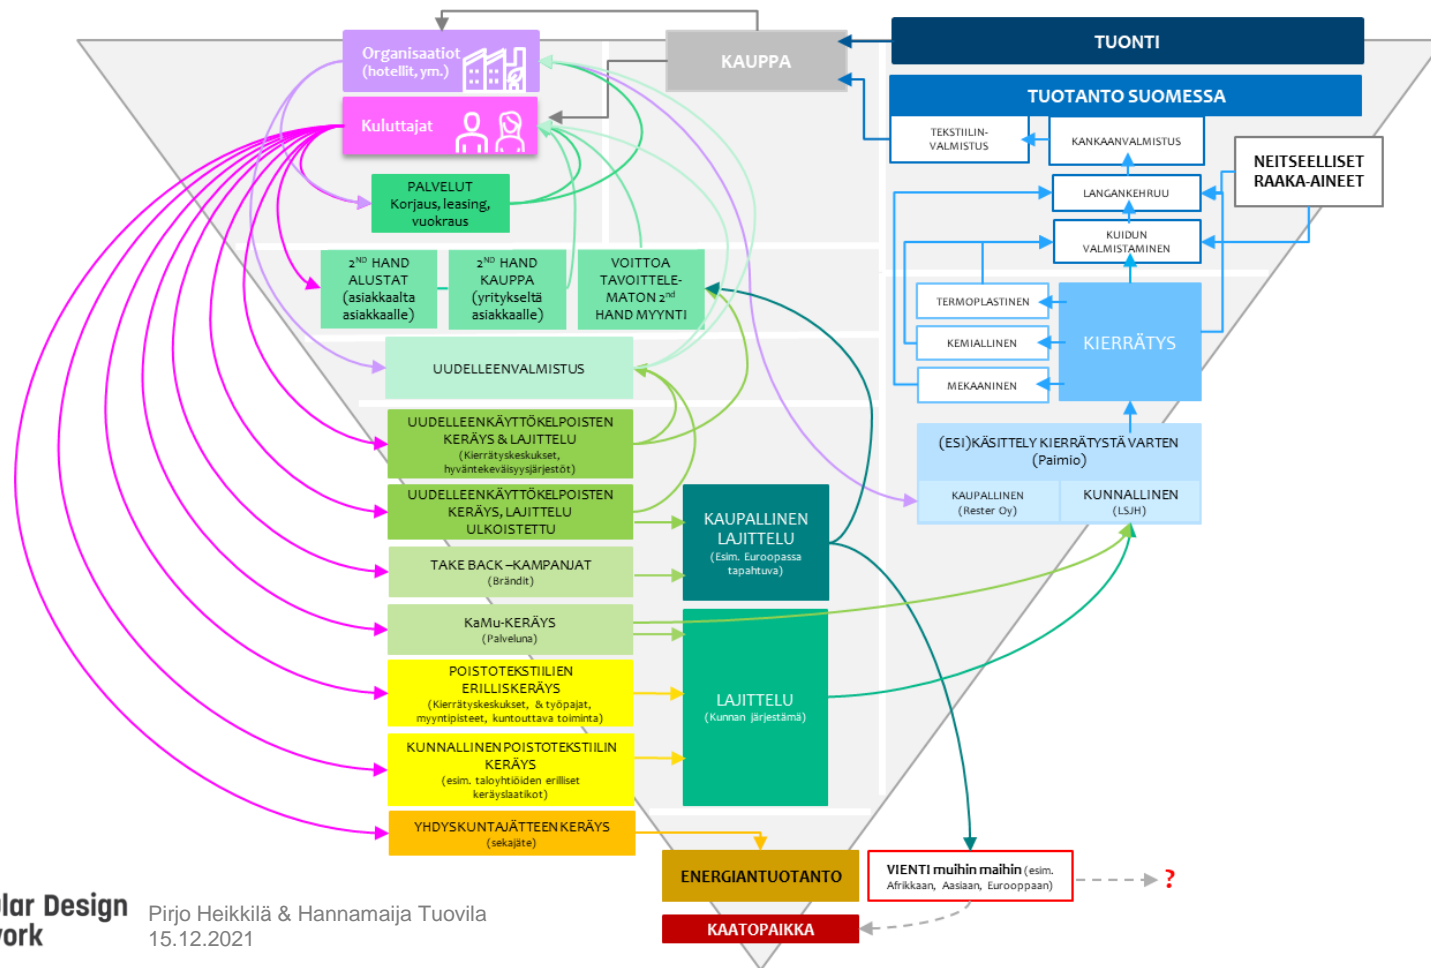 Organisaatiot
(hotellit, ym.)
KAUPPA
TUONTI
TUOTANTO SUOMESSA
Kuluttajat
TEKSTIILIN-
VALMISTUS
KANKAANVALMISTUS
NEITSEELLISET
RAAKA-AINEET
PALVELUT
Korjaus, leasing,
vuokraus
LANGANKEHRUU
KUIDUN
VALMISTAMINEN
2ND HAND
ALUSTAT
(asiakkaalta
asiakkaalle)
2ND HAND
KAUPPA
(yritykseltä
asiakkaalle)
VOITTOA
TAVOITTELE-
MATON 2nd
HAND MYYNTI
TERMOPLASTINEN
KEMIALLINEN
MEKAANINEN
KIERRÄTYS
UUDELLEENVALMISTUS
UUDELLEENKÄYTTÖKELPOISTEN
KERÄYS & LAJITTELU
(Kierrätyskeskukset,
hyväntekeväisyysjärjestöt)
(ESI)KÄSITTELY KIERRÄTYSTÄ VARTEN
(Paimio)
KAUPALLINEN
(Rester Oy)
KUNNALLINEN
(LSJH)
UUDELLEENKÄYTTÖKELPOISTEN
KERÄYS, LAJITTELU
ULKOISTETTU
KAUPALLINEN
LAJITTELU
(Esim. Euroopassa
tapahtuva)
TAKE BACK –KAMPANJAT
(Brändit)
KaMu-KERÄYS
(Palveluna)
POISTOTEKSTIILIEN
ERILLISKERÄYS
(Kierrätyskeskukset, & työpajat,
myyntipisteet, kuntouttava toiminta)
LAJITTELU
(Kunnan järjestämä)
KUNNALLINEN POISTOTEKSTIILIN
KERÄYS
(esim. taloyhtiöiden erilliset
keräyslaatikot)
YHDYSKUNTAJÄTTEEN KERÄYS
(sekajäte)
ENERGIANTUOTANTO
VIENTI muihin maihin (esim.
Afrikkaan, Aasiaan, Eurooppaan)
?
KAATOPAIKKA
lar Design
ork
Pirjo Heikkilä & Hannamaija Tuovila
15.12.2021